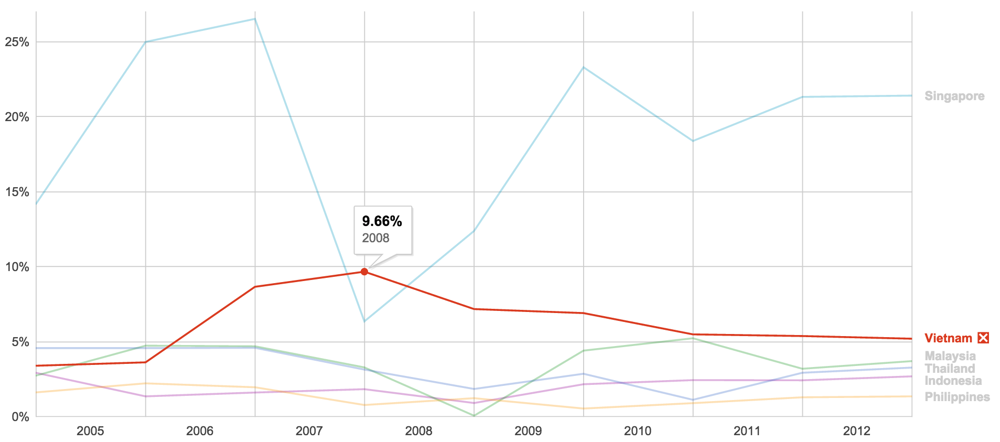 25%
20%
15%
10%
5%
0%
9.66%
2008
Singapore
Vietnam
Malaysia
Thailand
Indonesia
Philippines
2005 2006 2007 2008 2009 2010 2011 2012